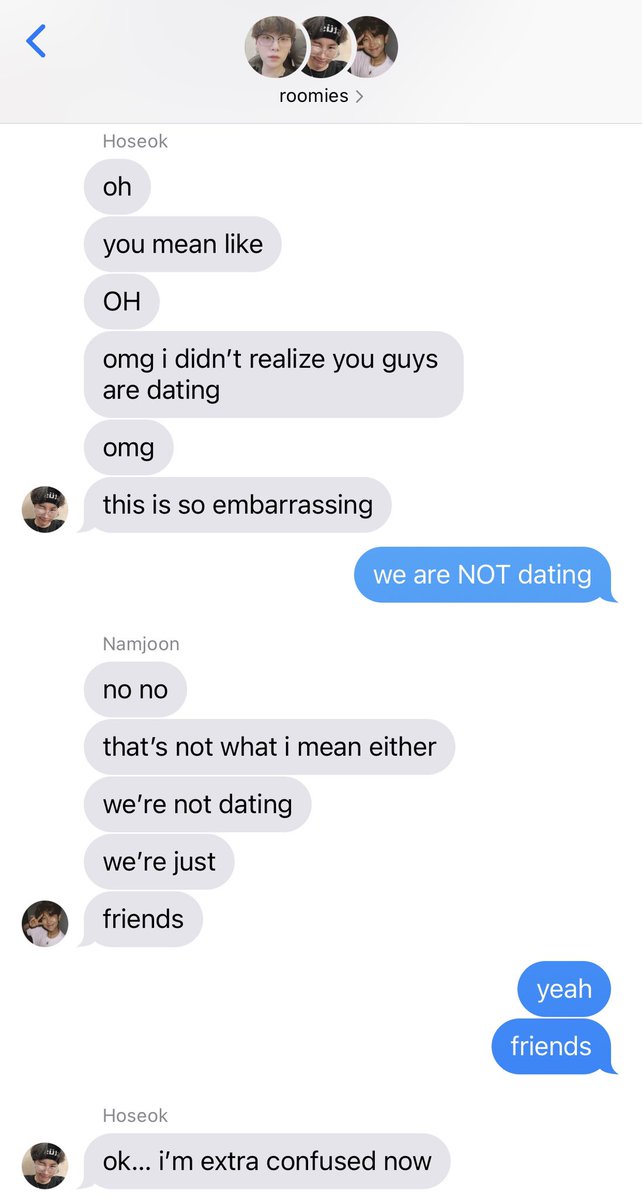 roomies
Hoseok
oh
you mean like
OH
omg i didn’t realize you guys
are dating
omg
this is so embarrassing
we are NOT dating
Namjoon
no no
that’s not what i mean either
we’re not dating
we’re just
friends
yeah
friends
Hoseok
ok... i’m extra confused now